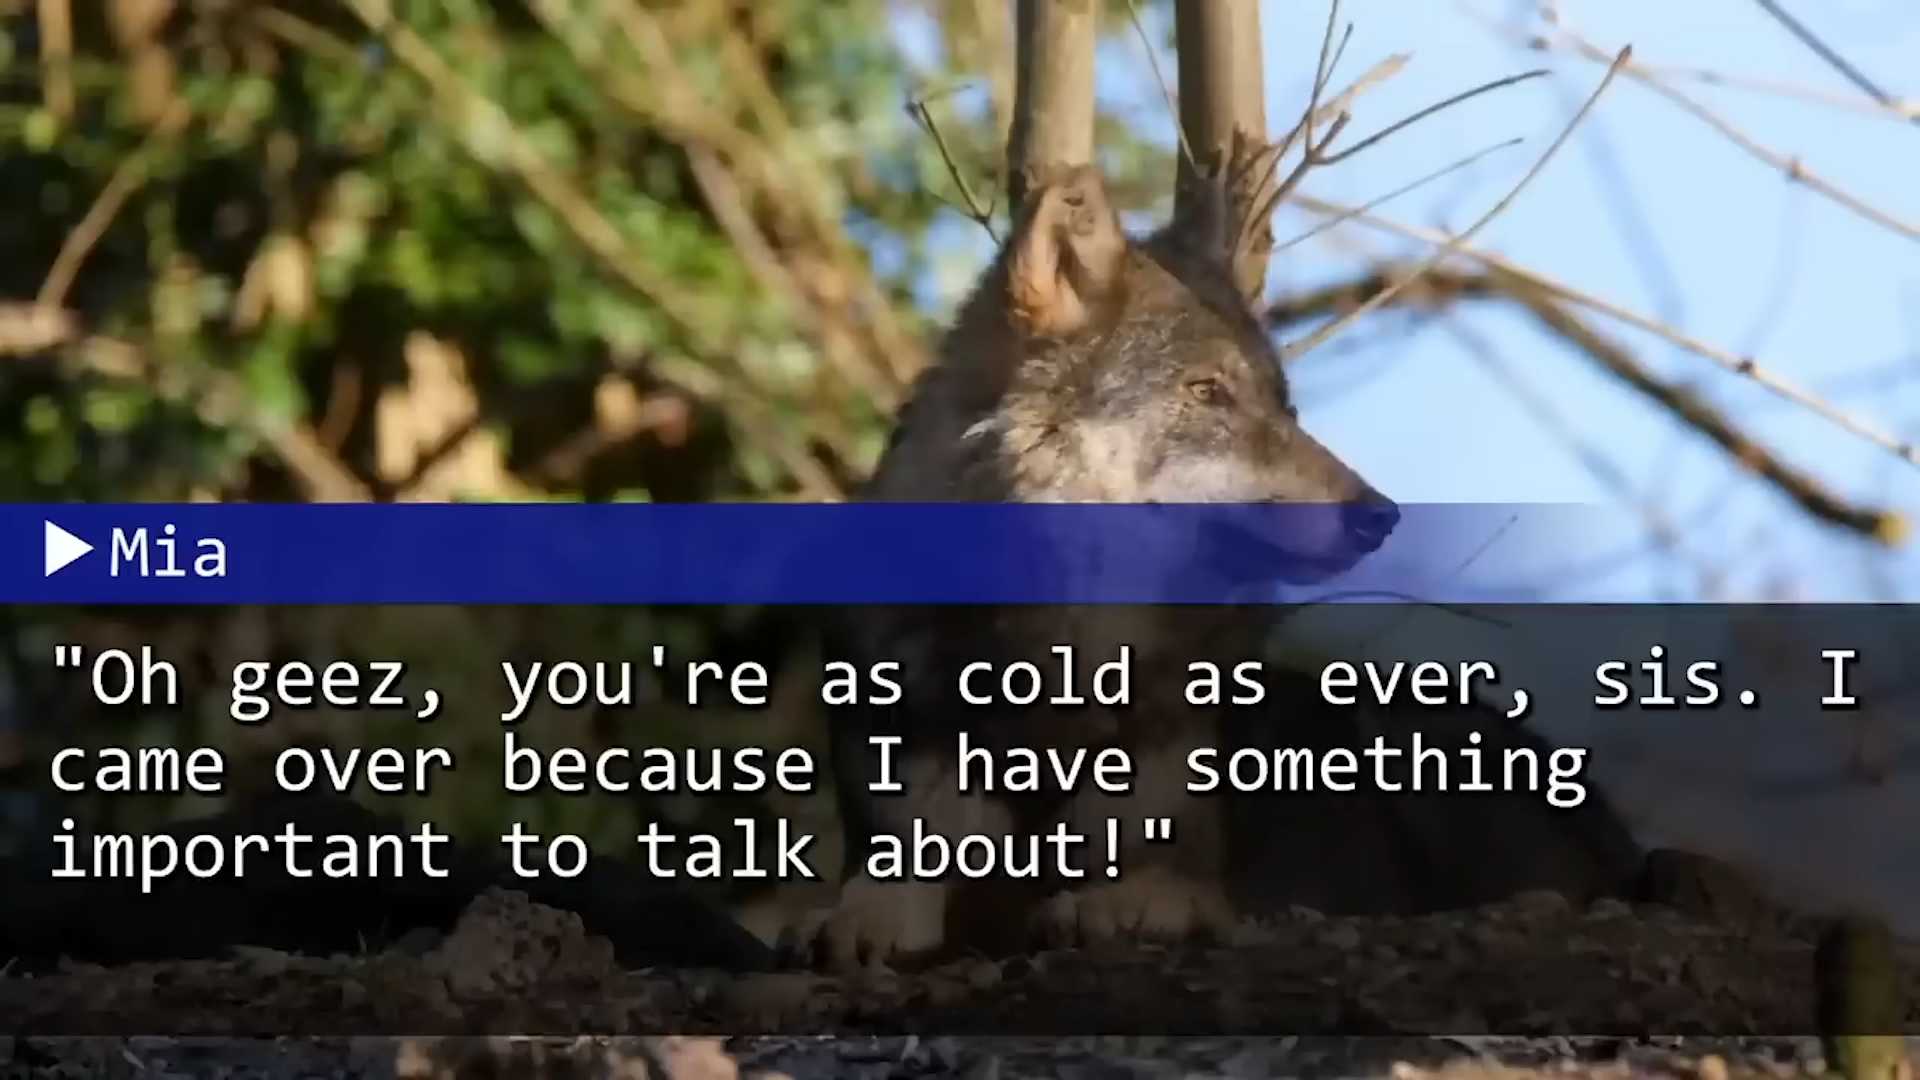 Mia
"Oh geez, you're as cold as ever, sis. I
came over because I have something
important to talk about!"